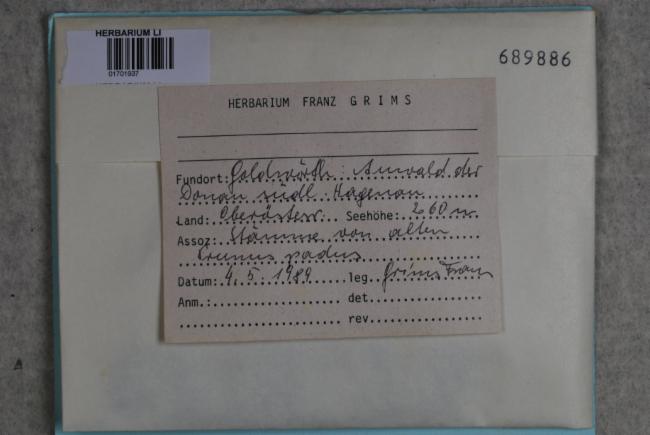 HERBARIUM LI
01701937
689886
HERBARIUM FRANZ GRIMS
Fundort: Goldwörth: Auwald der
Donau südl. Hagenau
Land: Oberösterr. Seehöhe: 260 m
Assoz: Stämme von alten
Prunus padus
Datum: 4.5.1989 leg. Grims Franz
Anm.: det.
rev.